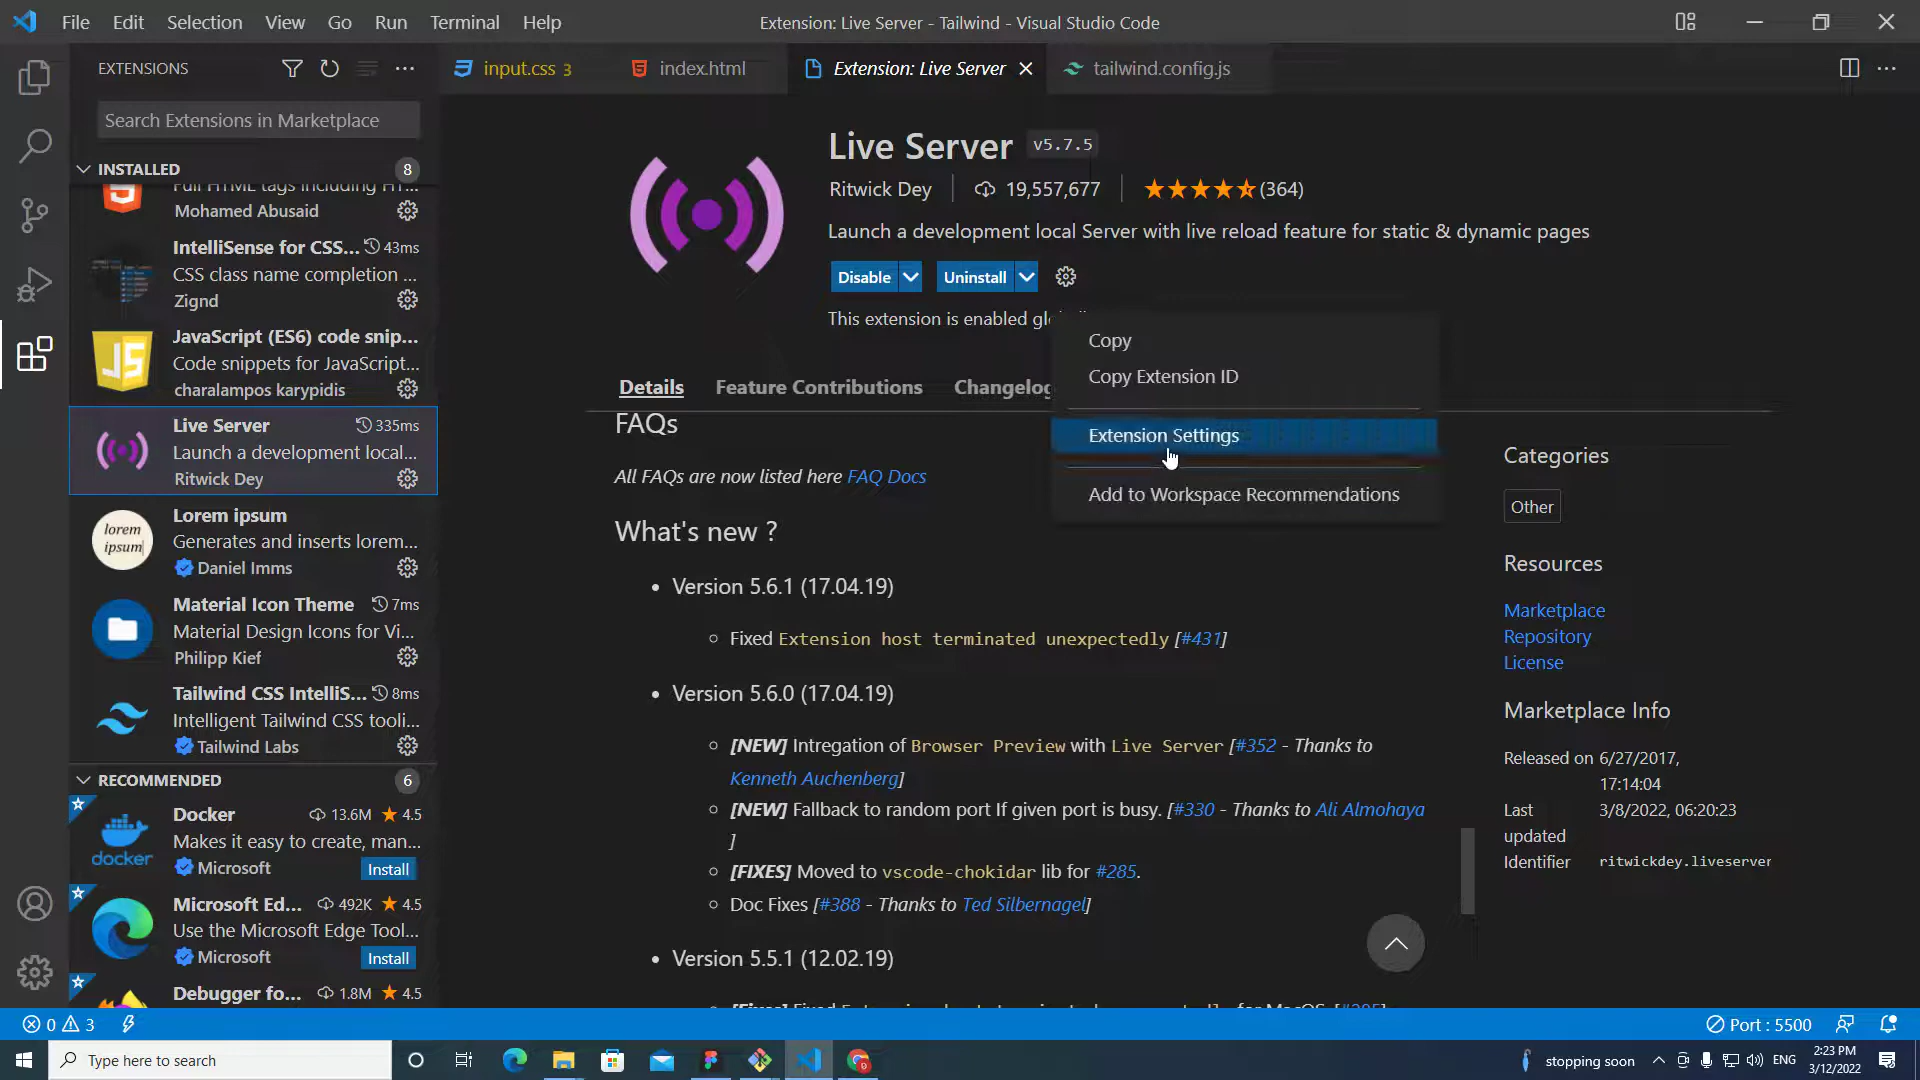 File Edit Selection View Go Run Terminal Help
Extension: Live Server - Tailwind - Visual Studio Code
EXTENSIONS
input.css 3
index.html
Extension: Live Server
tailwind.config.js
Search Extensions in Marketplace
INSTALLED 8
Full HTML tags including HT...
Mohamed Abusaid
IntelliSense for CSS... 43ms
CSS class name completion ...
Zignd
JavaScript (ES6) code snip...
Code snippets for JavaScript...
charalampos karypidis
Live Server 335ms
Launch a development local...
Ritwick Dey
Lorem ipsum
lorem
ipsum
Generates and inserts lorem...
Daniel Imms
Material Icon Theme 7ms
Material Design Icons for Vi...
Philipp Kief
Tailwind CSS IntelliS... 8ms
Intelligent Tailwind CSS tooli...
Tailwind Labs
RECOMMENDED 6
Docker 13.6M 4.5
docker
Makes it easy to create, man...
Microsoft Install
Microsoft Ed... 492K 4.5
Use the Microsoft Edge Tool...
Microsoft Install
Debugger fo... 1.8M 4.5
Live Server v5.7.5
Ritwick Dey 19,557,677 (364)
Launch a development local Server with live reload feature for static & dynamic pages
Disable Uninstall
This extension is enabled gl
Copy
Copy Extension ID
Extension Settings
Add to Workspace Recommendations
Details Feature Contributions Changelog
FAQs
All FAQs are now listed here FAQ Docs
What's new ?
• Version 5.6.1 (17.04.19)
Fixed Extension host terminated unexpectedly [#431]
• Version 5.6.0 (17.04.19)
[NEW] Intregation of Browser Preview with Live Server [#352 - Thanks to
Kenneth Auchenberg]
[NEW] Fallback to random port If given port is busy. [#330 - Thanks to Ali Almohaya
]
[FIXES] Moved to vscode-chokidar lib for #285.
Doc Fixes [#388 - Thanks to Ted Silbernagel]
• Version 5.5.1 (12.02.19)
Categories
Other
Resources
Marketplace
Repository
License
Marketplace Info
Released on 6/27/2017,
17:14:04
Last 3/8/2022, 06:20:23
updated
Identifier ritwickdey.liveserver
0 3
Port : 5500
Type here to search
stopping soon
ENG
2:23 PM
3/12/2022